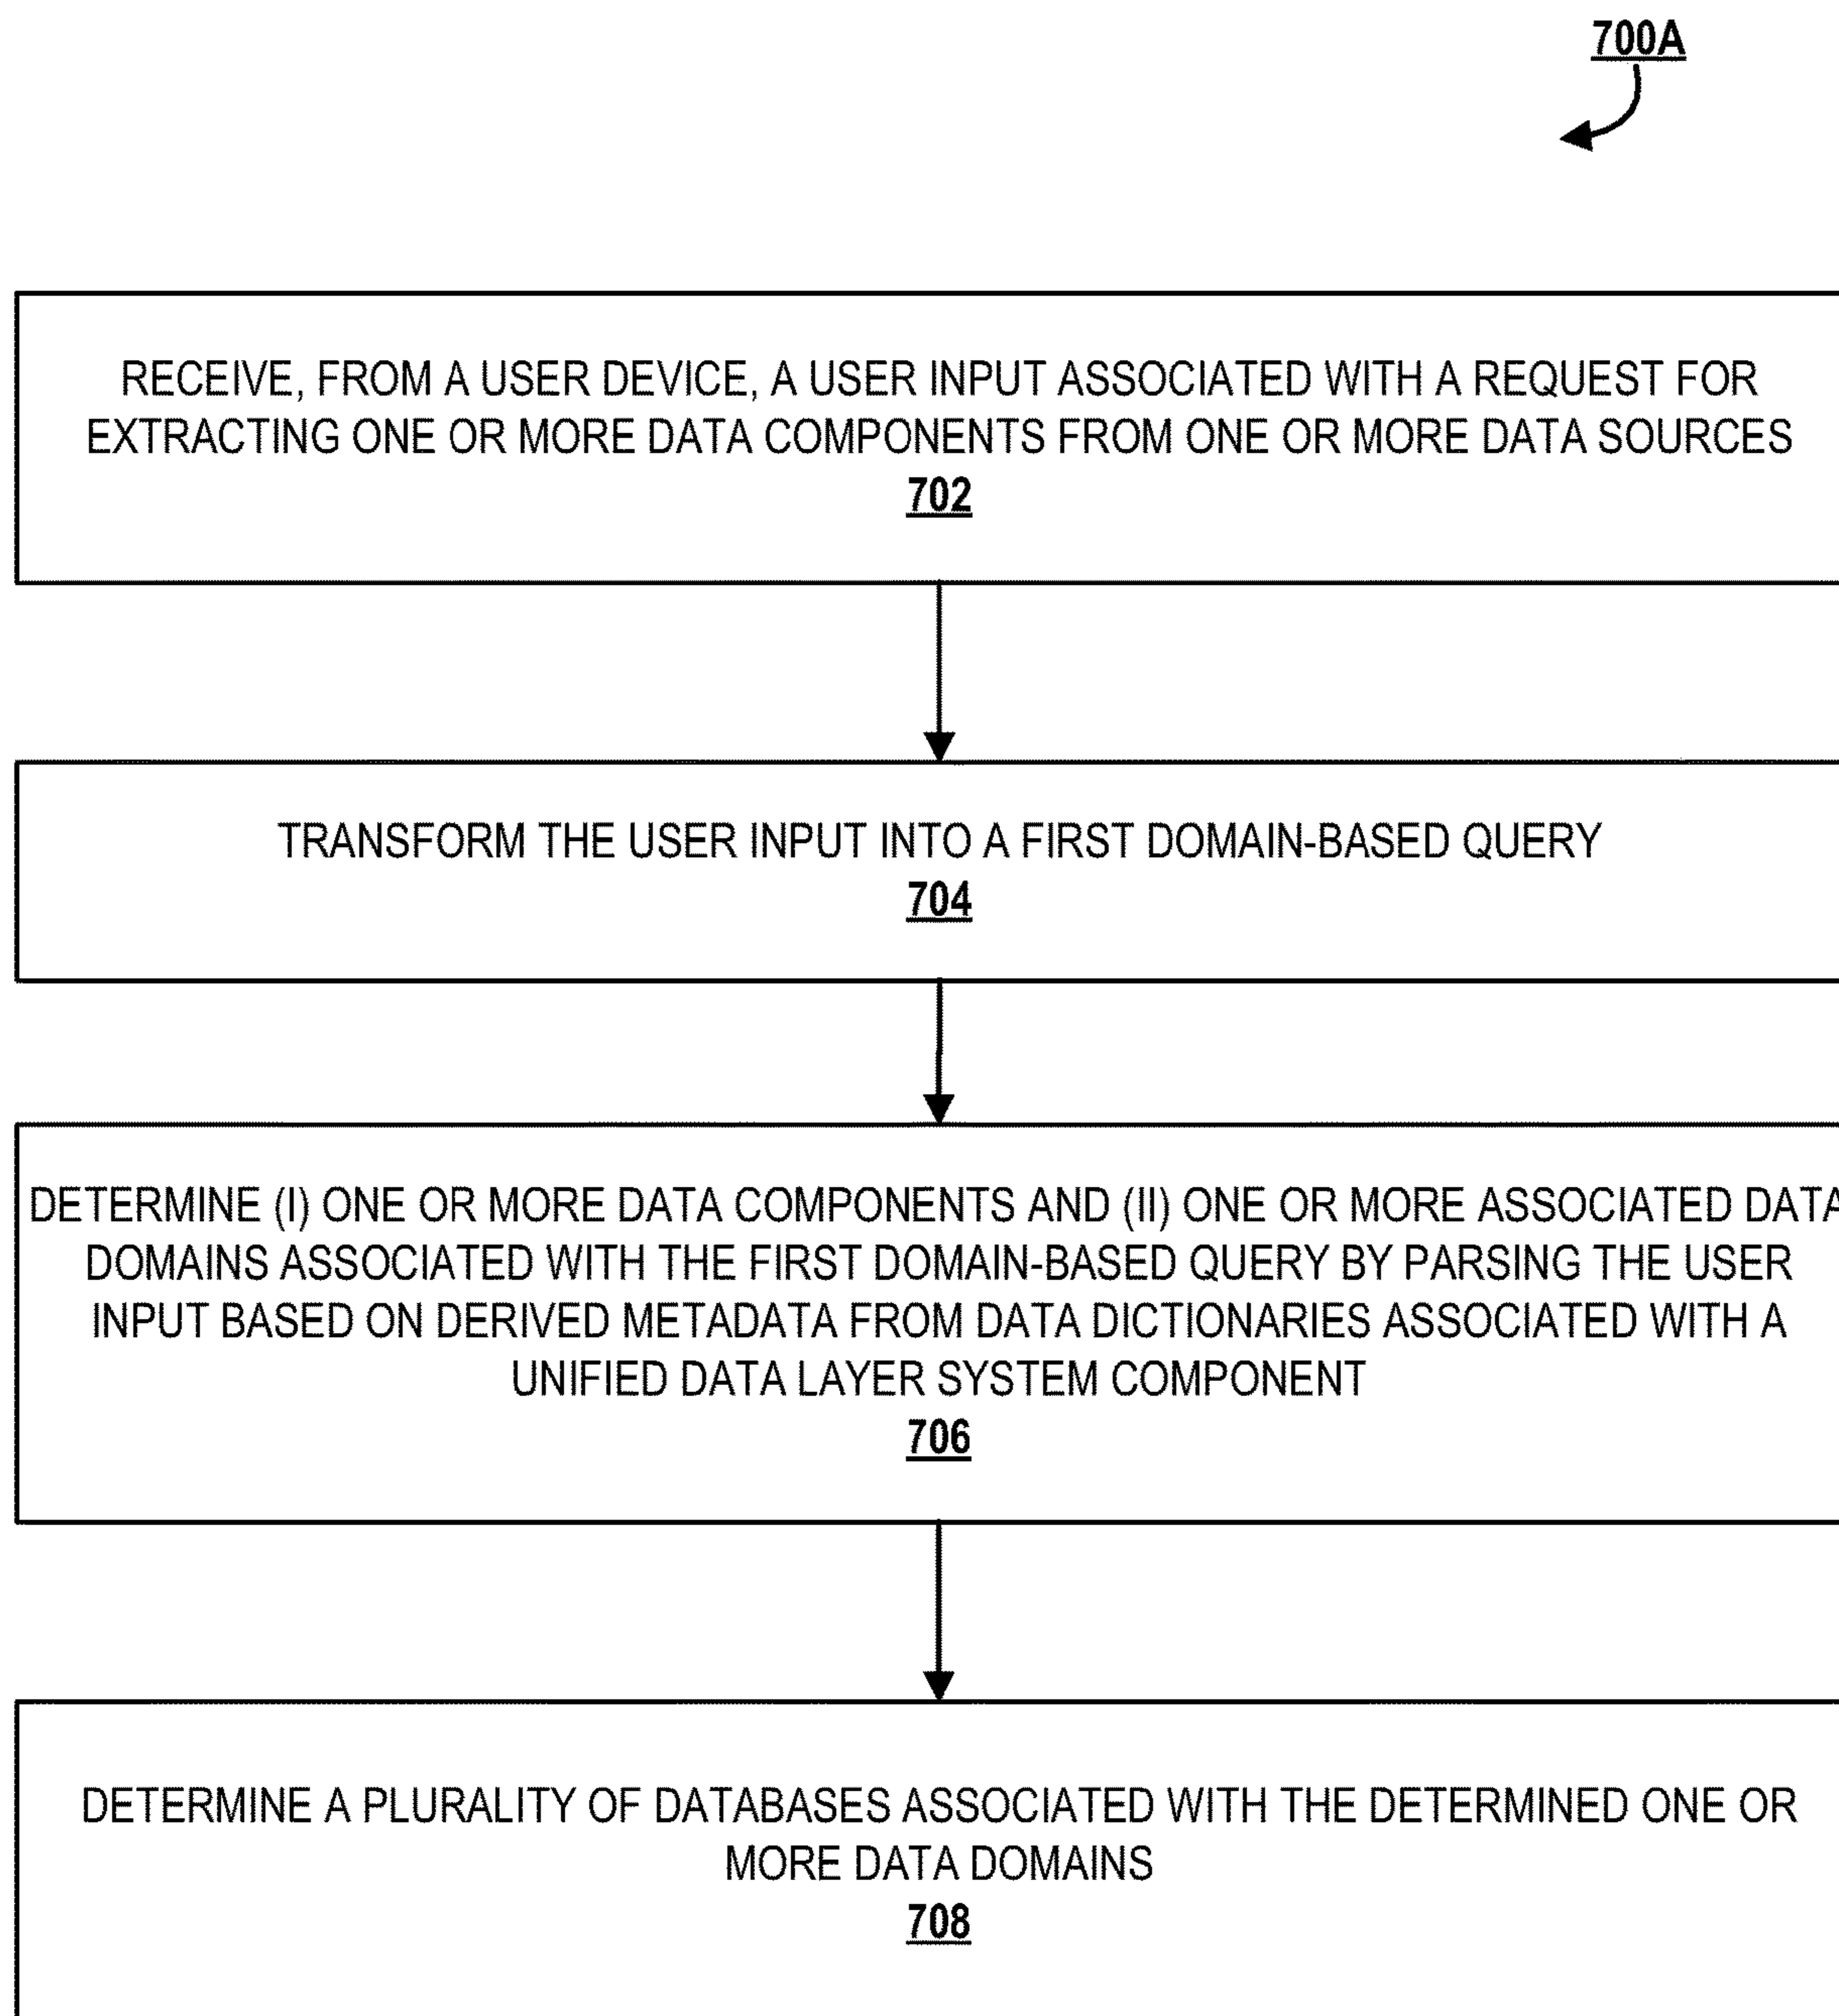 700A
RECEIVE, FROM A USER DEVICE, A USER INPUT ASSOCIATED WITH A REQUEST FOR
EXTRACTING ONE OR MORE DATA COMPONENTS FROM ONE OR MORE DATA SOURCES
702
TRANSFORM THE USER INPUT INTO A FIRST DOMAIN-BASED QUERY
704
DETERMINE (I) ONE OR MORE DATA COMPONENTS AND (II) ONE OR MORE ASSOCIATED DATA
DOMAINS ASSOCIATED WITH THE FIRST DOMAIN-BASED QUERY BY PARSING THE USER
INPUT BASED ON DERIVED METADATA FROM DATA DICTIONARIES ASSOCIATED WITH A
UNIFIED DATA LAYER SYSTEM COMPONENT
706
DETERMINE A PLURALITY OF DATABASES ASSOCIATED WITH THE DETERMINED ONE OR
MORE DATA DOMAINS
708